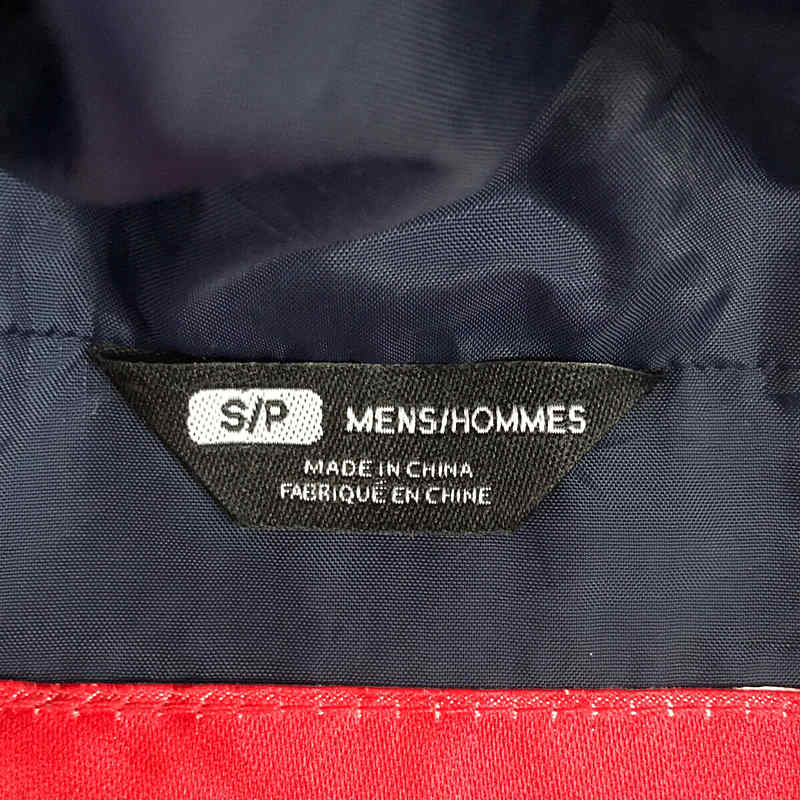 S/P MENS/HOMMES
MADE IN CHINA
FABRIQUÉ EN CHINE